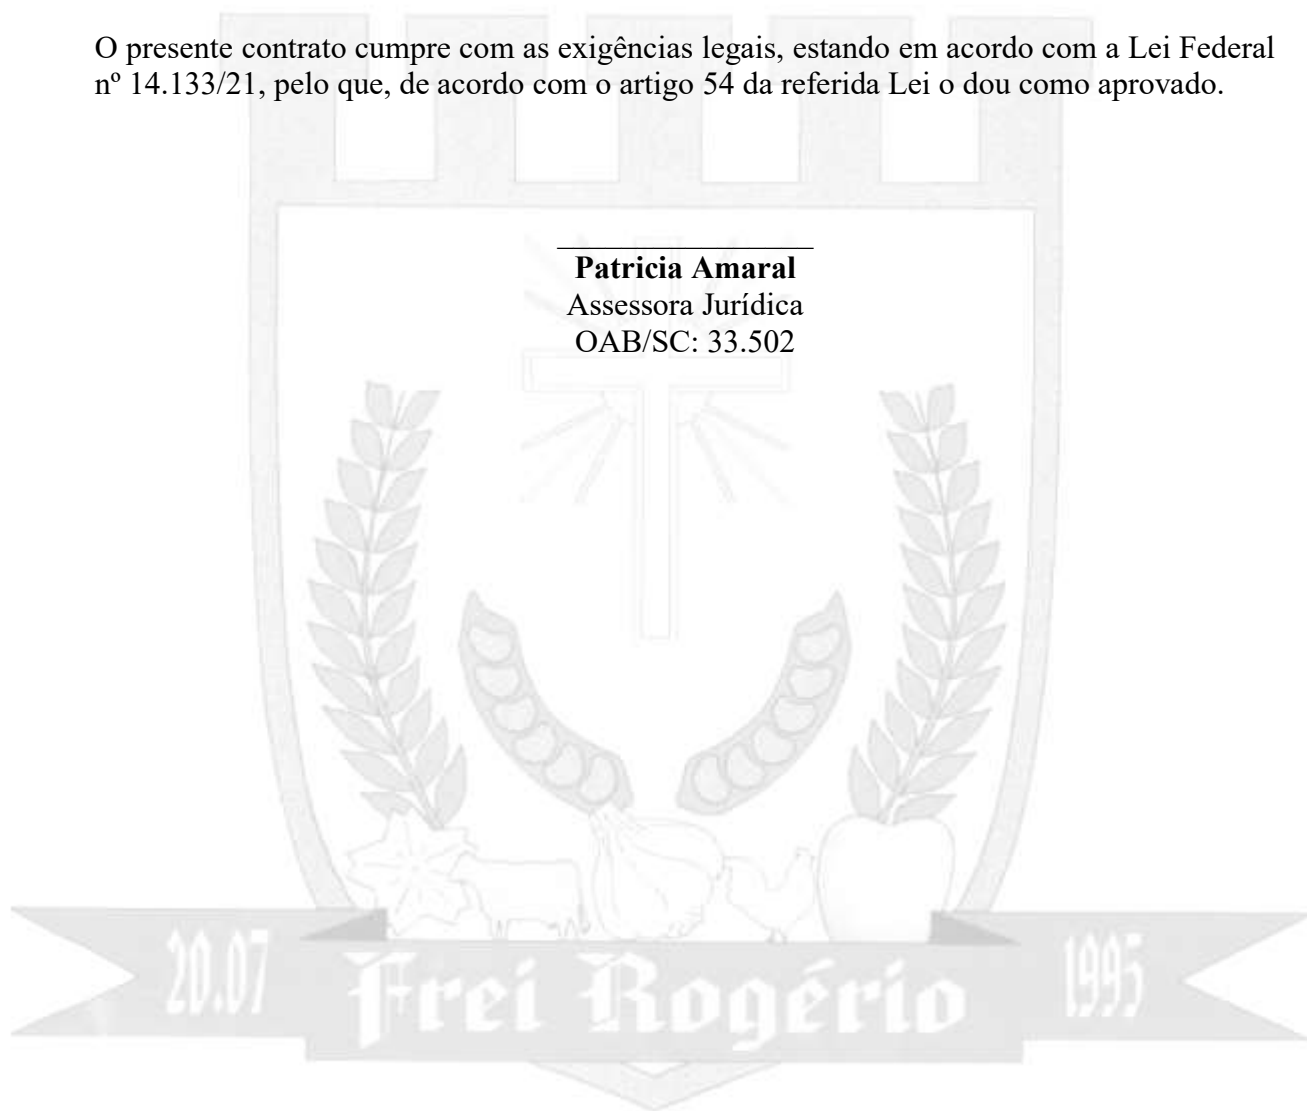 O presente contrato cumpre com as exigências legais, estando em acordo com a Lei Federal
nº 14.133/21, pelo que, de acordo com o artigo 54 da referida Lei o dou como aprovado.
Patricia Amaral
Assessora Jurídica
OAB/SC: 33.502
20.07 Frei Rogério 1995